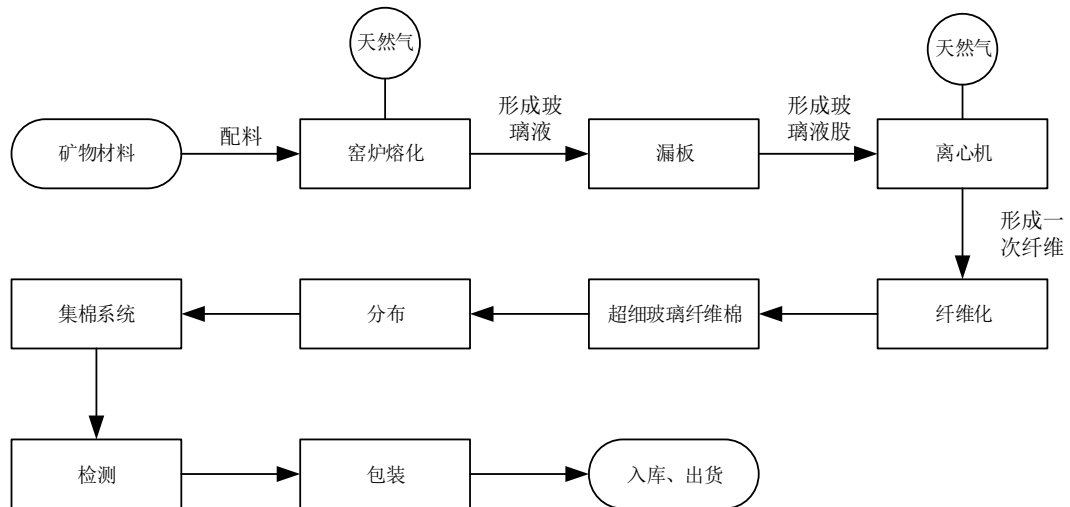 天然气
天然气
矿物材料
配料
窑炉熔化
形成玻
璃液
漏板
形成玻
璃液股
离心机
形成一
次纤维
集棉系统
分布
超细玻璃纤维棉
纤维化
检测
包装
入库、出货